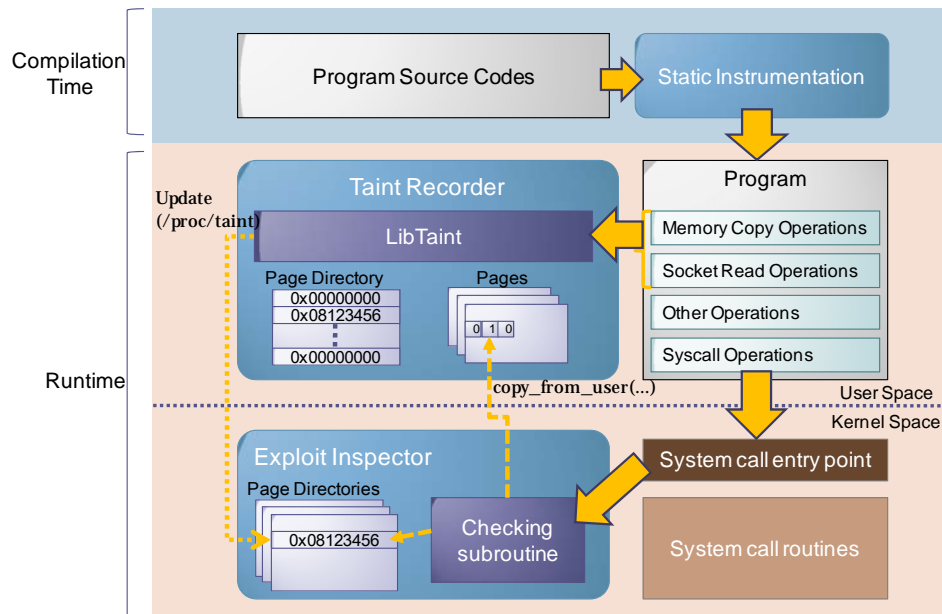 Compilation
Time
Program Source Codes
Static Instrumentation
Runtime
Update
(/proc/taint)
Taint Recorder
LibTaint
Page Directory
0x00000000
0x08123456
0x00000000
Pages
0 1 0
Program
Memory Copy Operations
Socket Read Operations
Other Operations
Syscall Operations
copy_from_user(...)
User Space
Kernel Space
Exploit Inspector
Page Directories
0x08123456
Checking
subroutine
System call entry point
System call routines